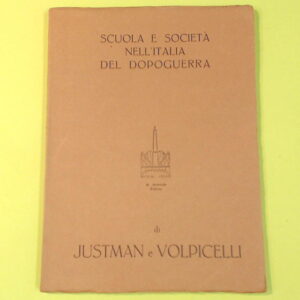 SCUOLA E SOCIETÀ
NELL'ITALIA
DEL DOPOGUERRA
di
JUSTMAN e VOLPICELLI